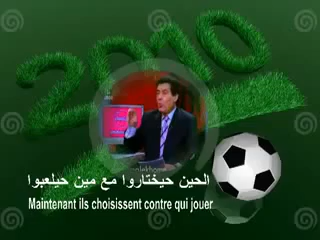 2010
الحين حيختاروا مع مين حيلعبوا
Maintenant ils choisissent contre qui jouer